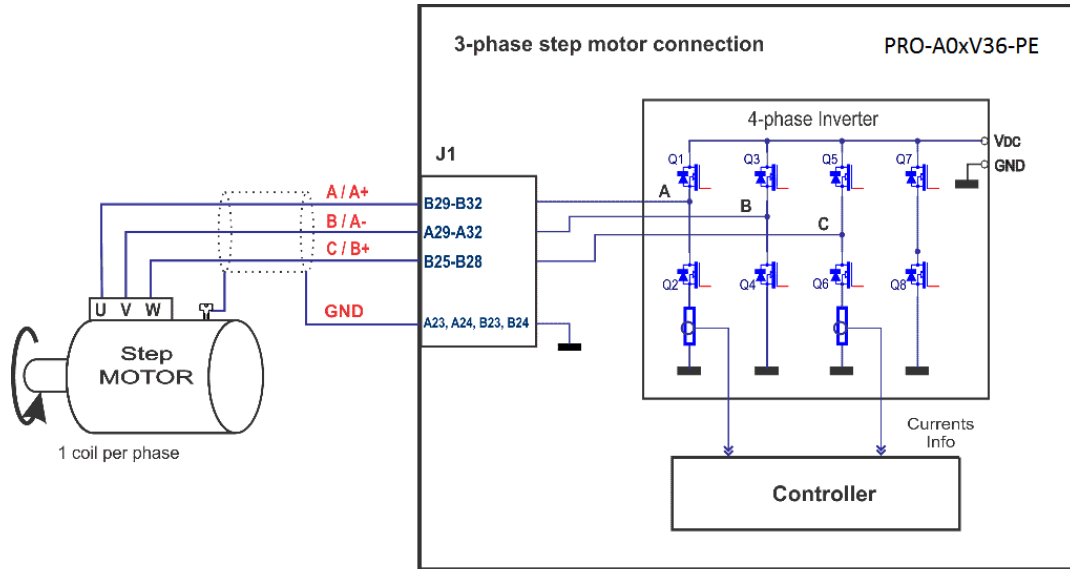 3-phase step motor connection
PRO-A0xV36-PE
4-phase Inverter
VDC
GND
Q1
Q3
Q5
Q7
J1
A / A+
B29-B32
A
B / A-
A29-A32
B
C / B+
B25-B28
C
Q2
Q4
Q6
Q8
GND
A23, A24, B23, B24
U V W
Step
MOTOR
1 coil per phase
Currents
Info
Controller